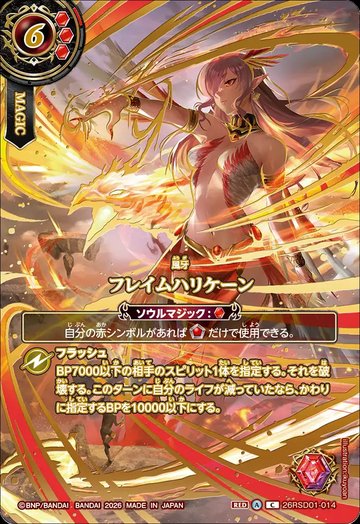 6
MAGIC
風牙
フレイムハリケーン
ソウルマジック:
自分の赤シンボルがあればだけで使用できる。
フラッシュ
BP7000以下の相手のスピリット1体を指定する。それを破
壊する。このターンに自分のライフが減っていたなら、かわり
に指定するBPを10000以下にする。
©BNP/BANDAI BANDAI 2026 MADE IN JAPAN
RED A C 26RSD01-014